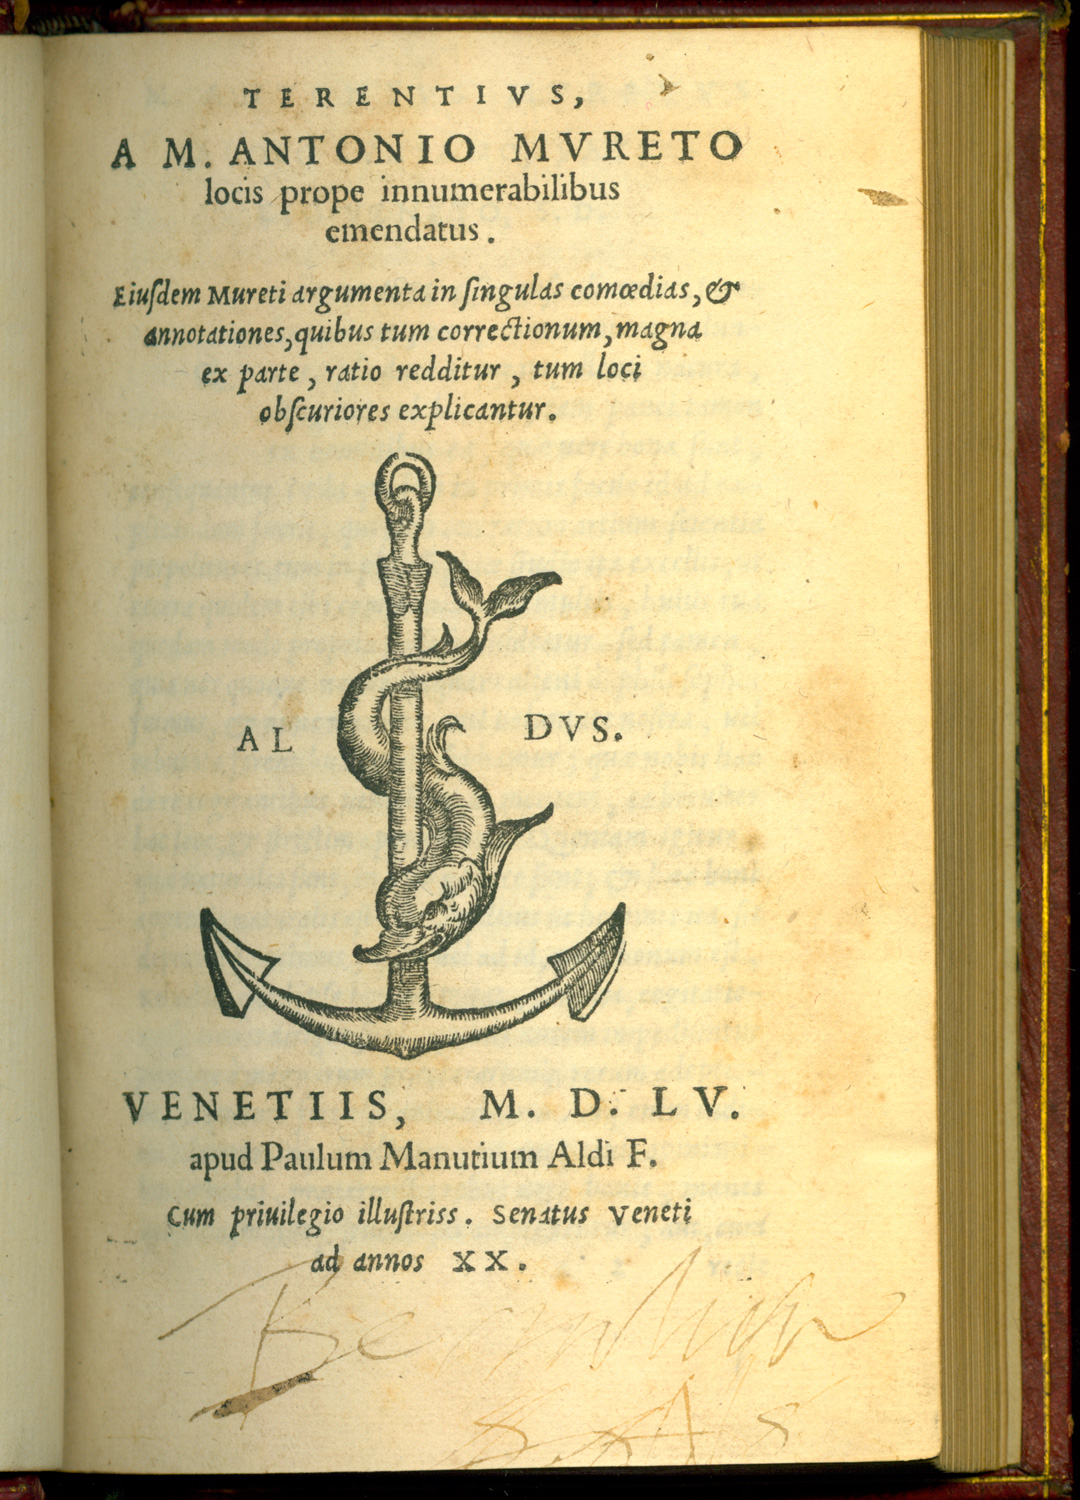 TERENTIVS,
A M. ANTONIO MVRETO
locis prope innumerabilibus
emendatus.
Eiuſdem Mureti argumenta in ſingulas comœdias, &
annotationes, quibus tum correctionum, magna
ex parte, ratio redditur, tum loci
obſcuriores explicantur.
AL DVS.
VENETIIS, M. D. LV.
apud Paulum Manutium Aldi F.
Cum priuilegio illuſtriss. Senatus Veneti
ad annos XX.